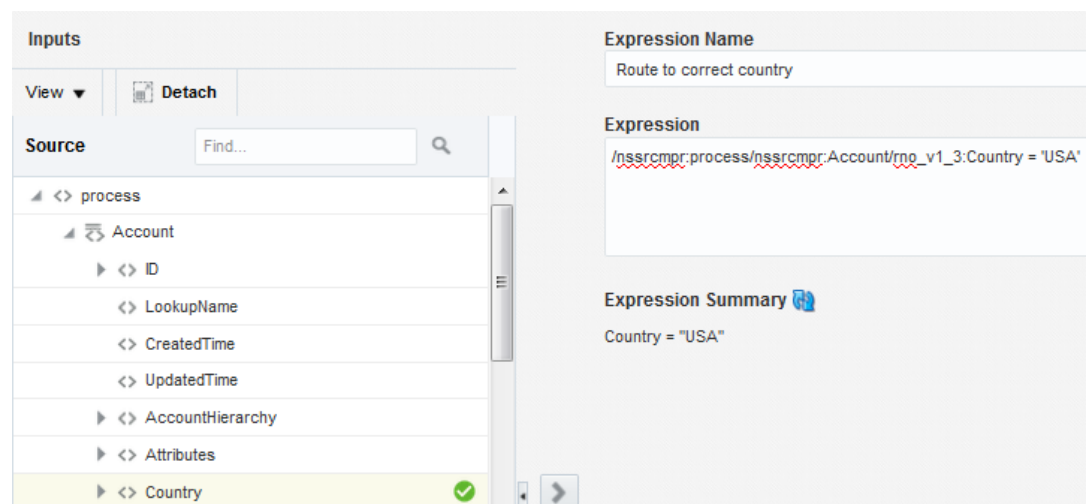 Inputs
View
Detach
Source
Find...
process
Account
ID
LookupName
CreatedTime
UpdatedTime
AccountHierarchy
Attributes
Country
Expression Name
Route to correct country
Expression
/nssrcmpr:process/nssrcmpr:Account/rno_v1_3:Country = 'USA'
Expression Summary
Country = "USA"